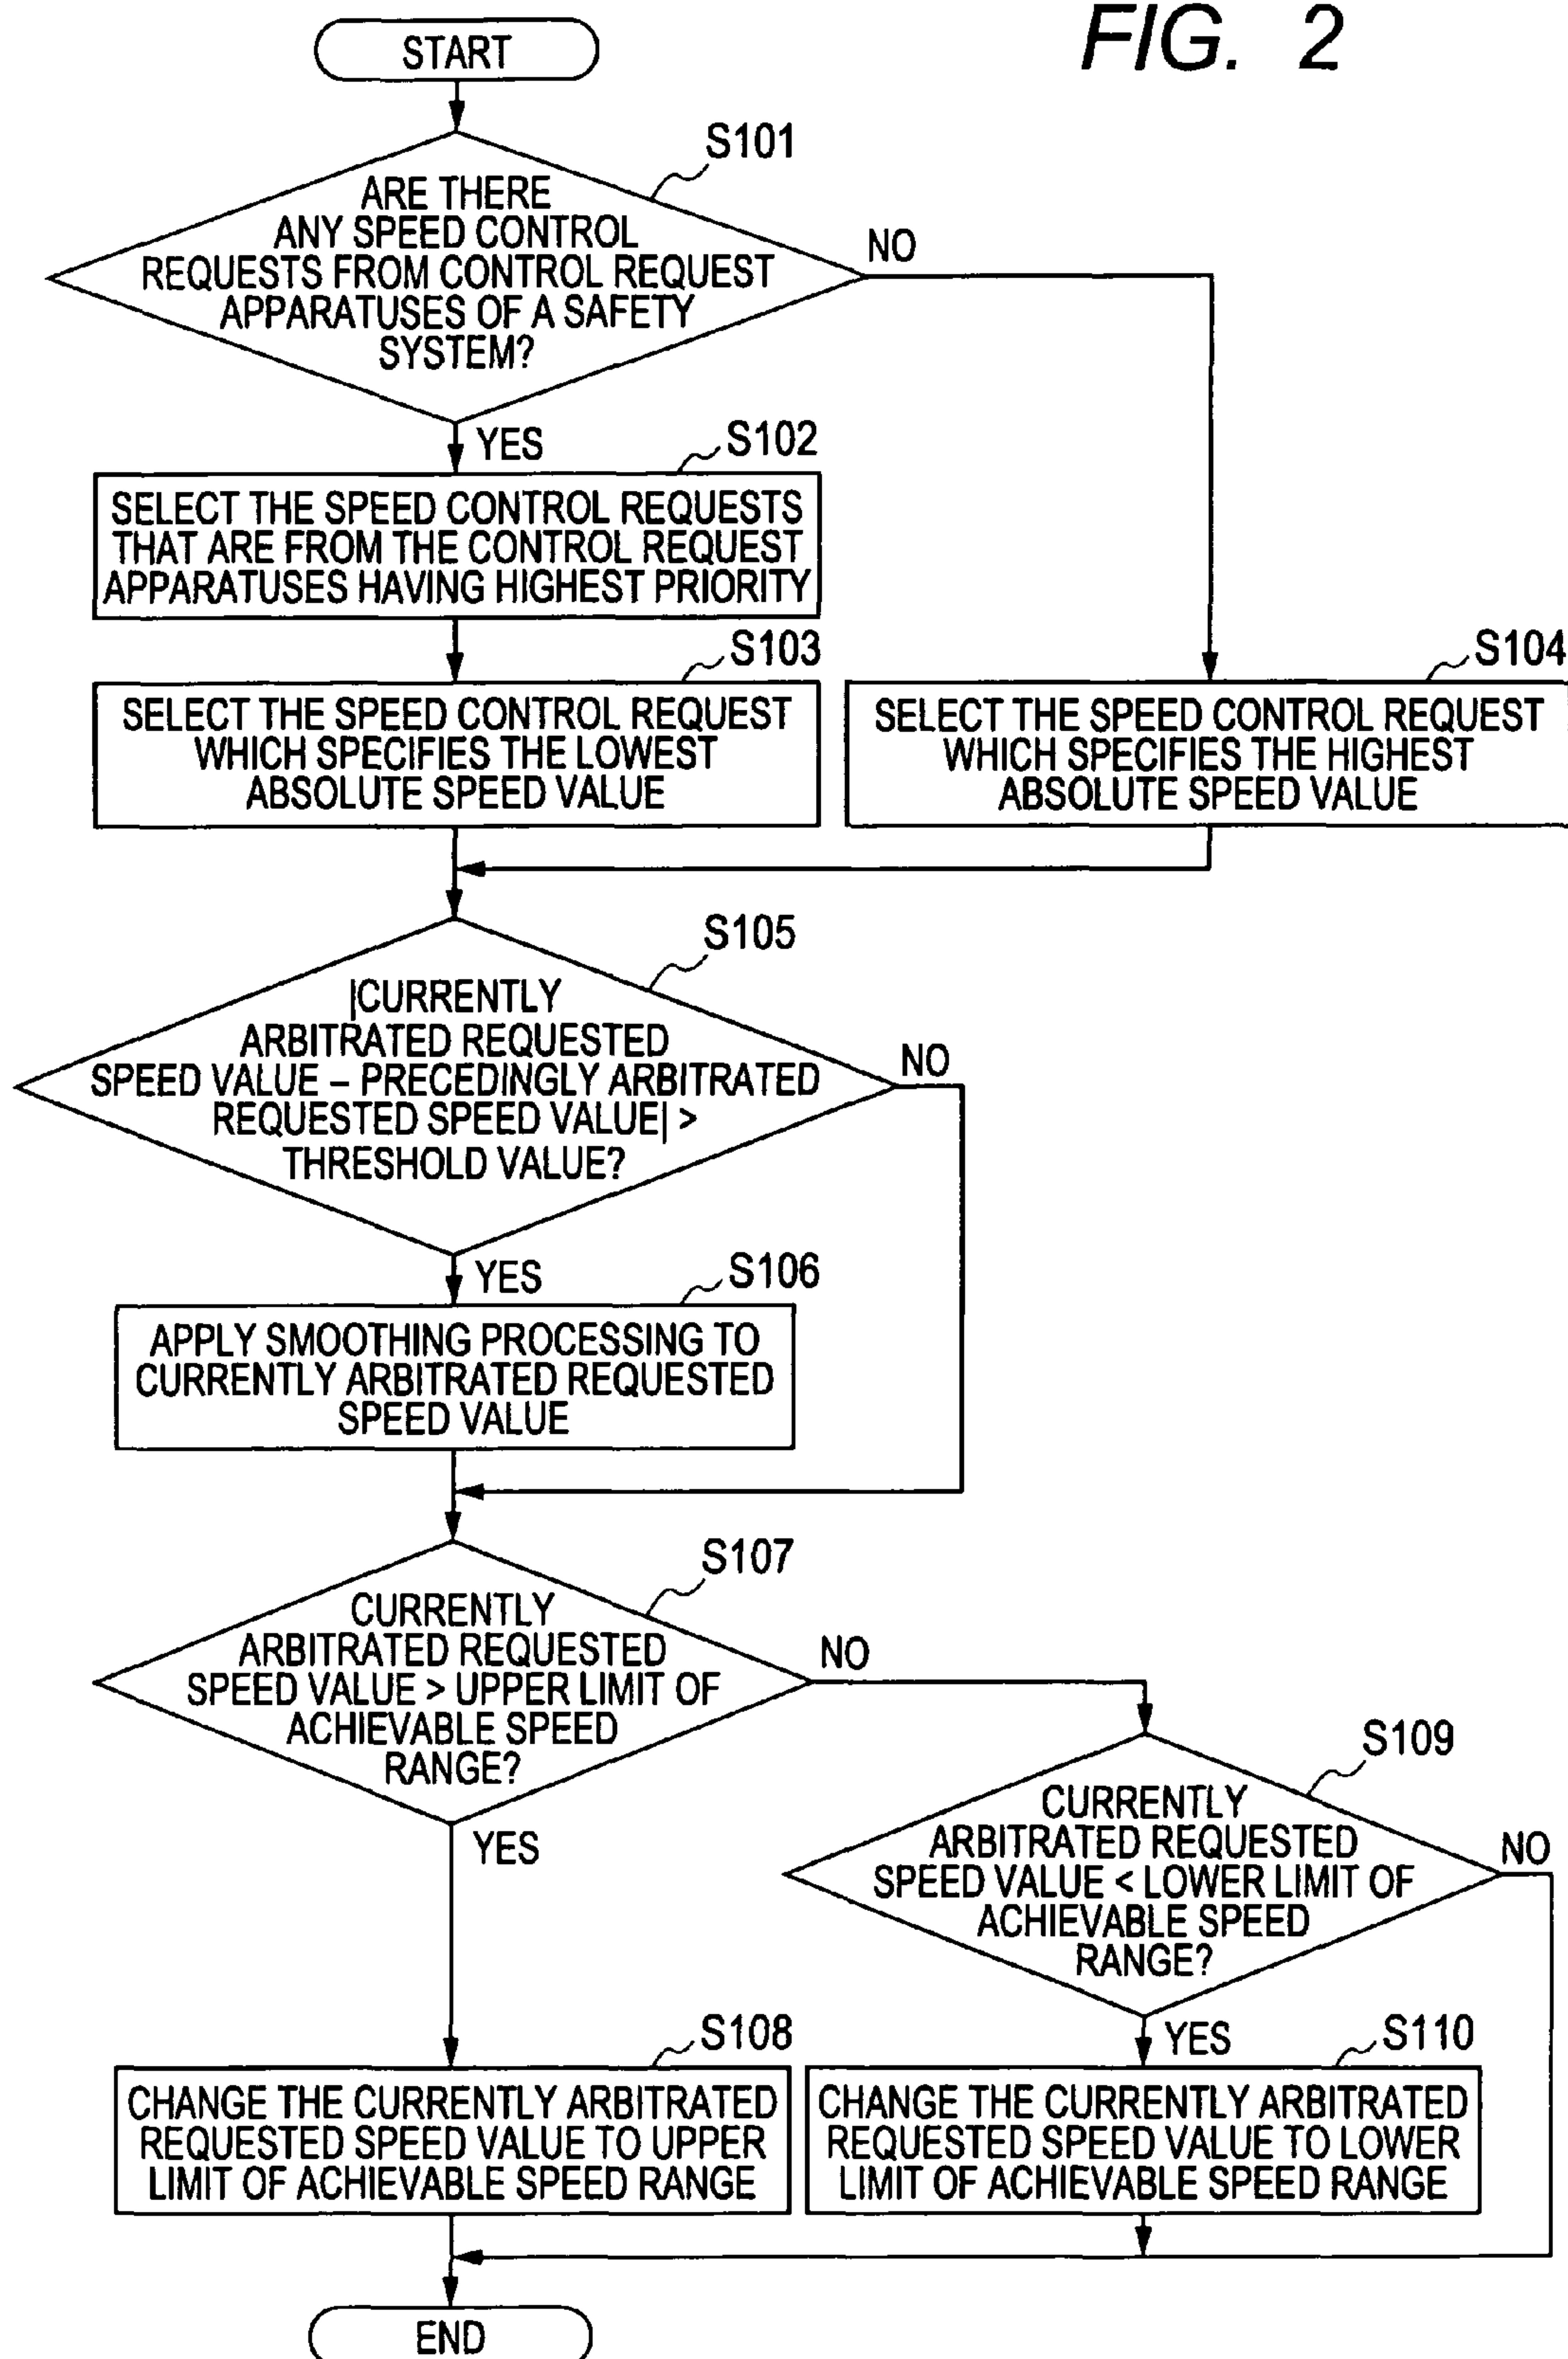 FIG. 2
START
S101
ARE THERE
ANY SPEED CONTROL
REQUESTS FROM CONTROL REQUEST
APPARATUSES OF A SAFETY
SYSTEM?
NO
YES
S102
SELECT THE SPEED CONTROL REQUESTS
THAT ARE FROM THE CONTROL REQUEST
APPARATUSES HAVING HIGHEST PRIORITY
S103
SELECT THE SPEED CONTROL REQUEST
WHICH SPECIFIES THE LOWEST
ABSOLUTE SPEED VALUE
S104
SELECT THE SPEED CONTROL REQUEST
WHICH SPECIFIES THE HIGHEST
ABSOLUTE SPEED VALUE
S105
|CURRENTLY
ARBITRATED REQUESTED
SPEED VALUE – PRECEDINGLY ARBITRATED
REQUESTED SPEED VALUE| >
THRESHOLD VALUE?
NO
YES
S106
APPLY SMOOTHING PROCESSING TO
CURRENTLY ARBITRATED REQUESTED
SPEED VALUE
S107
CURRENTLY
ARBITRATED REQUESTED
SPEED VALUE > UPPER LIMIT OF
ACHIEVABLE SPEED
RANGE?
NO
YES
S109
CURRENTLY
ARBITRATED REQUESTED
SPEED VALUE < LOWER LIMIT OF
ACHIEVABLE SPEED
RANGE?
NO
YES
S108
CHANGE THE CURRENTLY ARBITRATED
REQUESTED SPEED VALUE TO UPPER
LIMIT OF ACHIEVABLE SPEED RANGE
S110
CHANGE THE CURRENTLY ARBITRATED
REQUESTED SPEED VALUE TO LOWER
LIMIT OF ACHIEVABLE SPEED RANGE
END